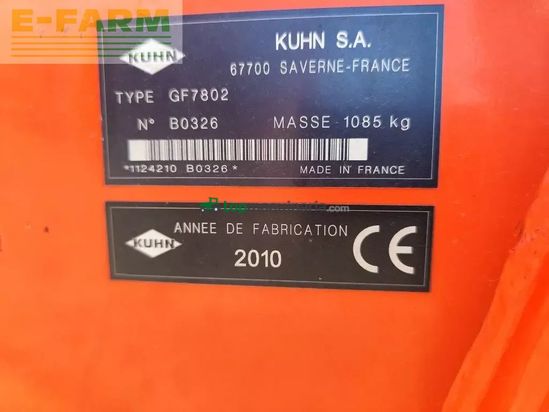 E-FARM
KUHN
KUHN S.A.
67700 SAVERNE-FRANCE
TYPE GF7802
N° B0326 MASSE 1085 kg
*1124210 B0326*
MADE IN FRANCE
KUHN
ANNEE DE FABRICATION
2010
CE